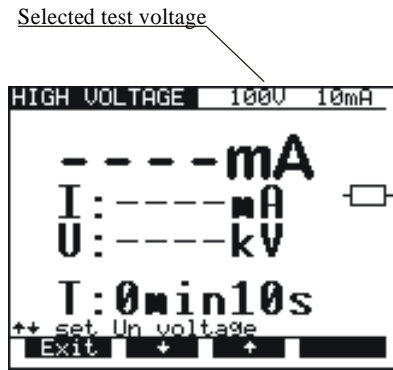 Selected test voltage
HIGH VOLTAGE 100V 10mA
----mA
I:----mA
U:----kV
T:0min10s
↑↓ set Un voltage
Exit ↓ ↑